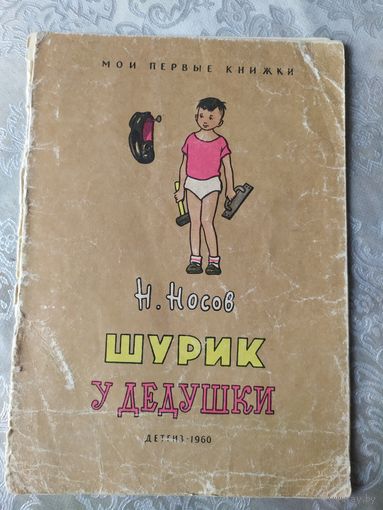 МОИ ПЕРВЫЕ КНИЖКИ
Н. Носов
ШУРИК
У ДЕДУШКИ
ДЕТГИЗ-1960